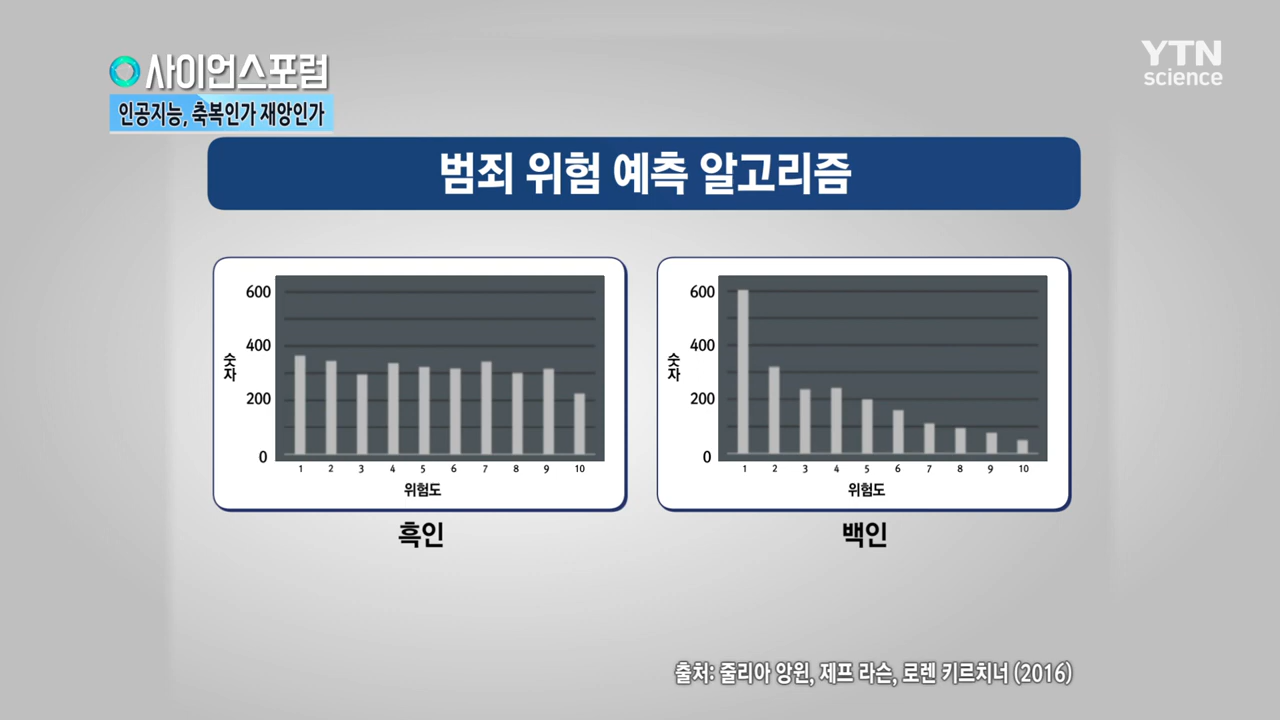 사이언스포럼
인공지능, 축복인가 재앙인가
YTN
science
범죄 위험 예측 알고리즘
600
400
200
0
숫자
1 2 3 4 5 6 7 8 9 10
위험도
흑인
600
400
200
0
숫자
1 2 3 4 5 6 7 8 9 10
위험도
백인
출처: 줄리아 앙윈, 제프 라슨, 로렌 키르치너 (2016)